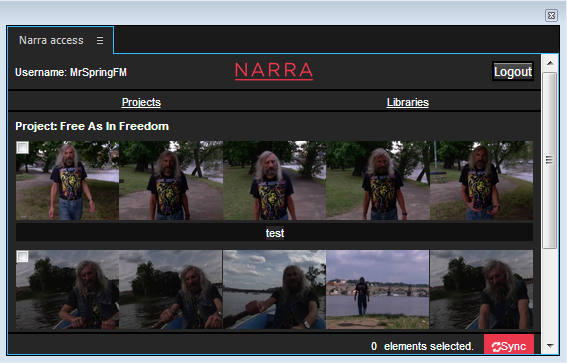 Narra access
Username: MrSpringFM
NARRA
Logout
Projects
Libraries
Project: Free As In Freedom
test
0 elements selected.
Sync